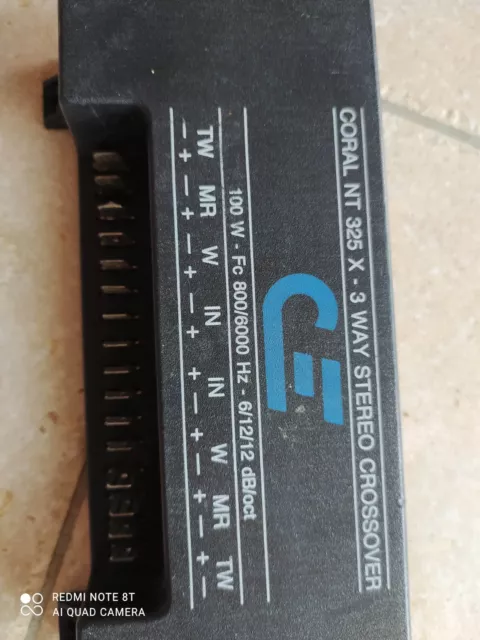 CORAL NT 325 X - 3 WAY STEREO CROSSOVER
CE
100 W - Fc 800/6000 Hz - 6/12/12 dB/oct
TW MR W IN IN W MR TW
− + − + − + − + + − + − + − + −
REDMI NOTE 8T
AI QUAD CAMERA